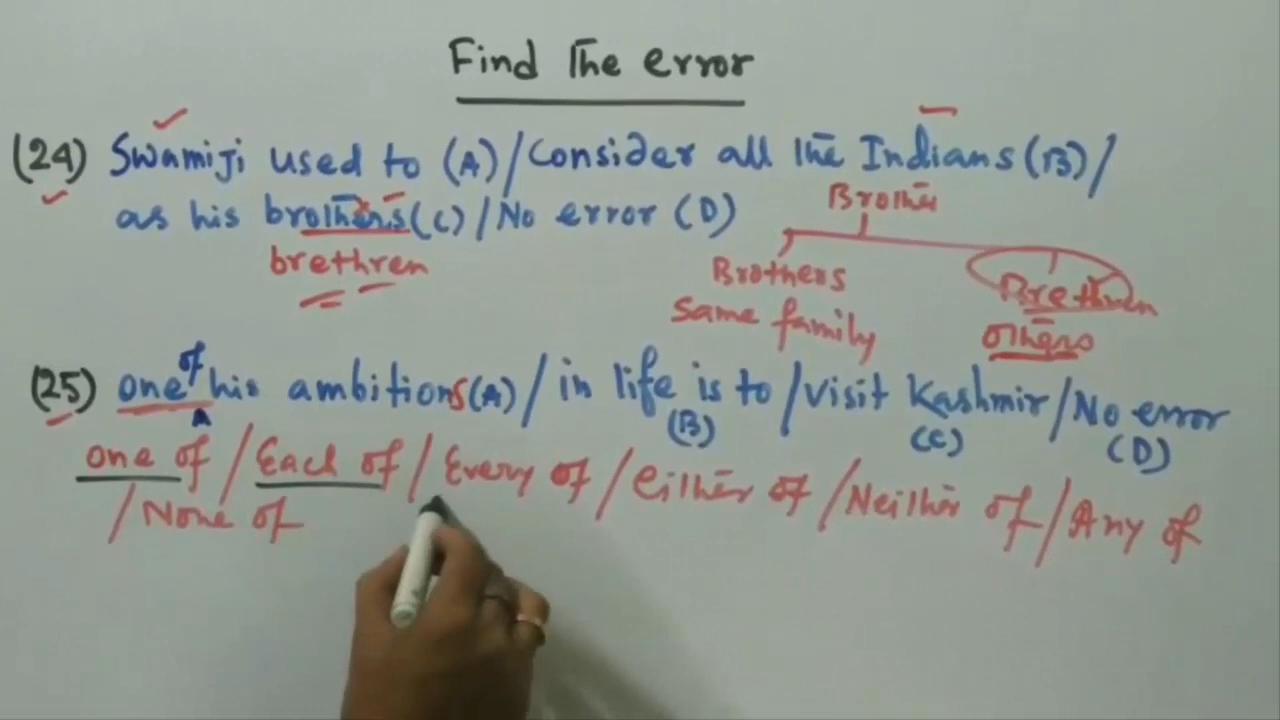 Find the error
(24) Swamiji used to (A)/Consider all the Indians(B)/
Brother
as his brothers(C)/No error (D)
brethren
Brothers
same family
Brethren
others
(25) one of his ambitions(A)/in life is to/visit Kashmir/No error
(B) (C) (D)
A
one of/Each of/Every of/either of/Neither of/Any of
/None of